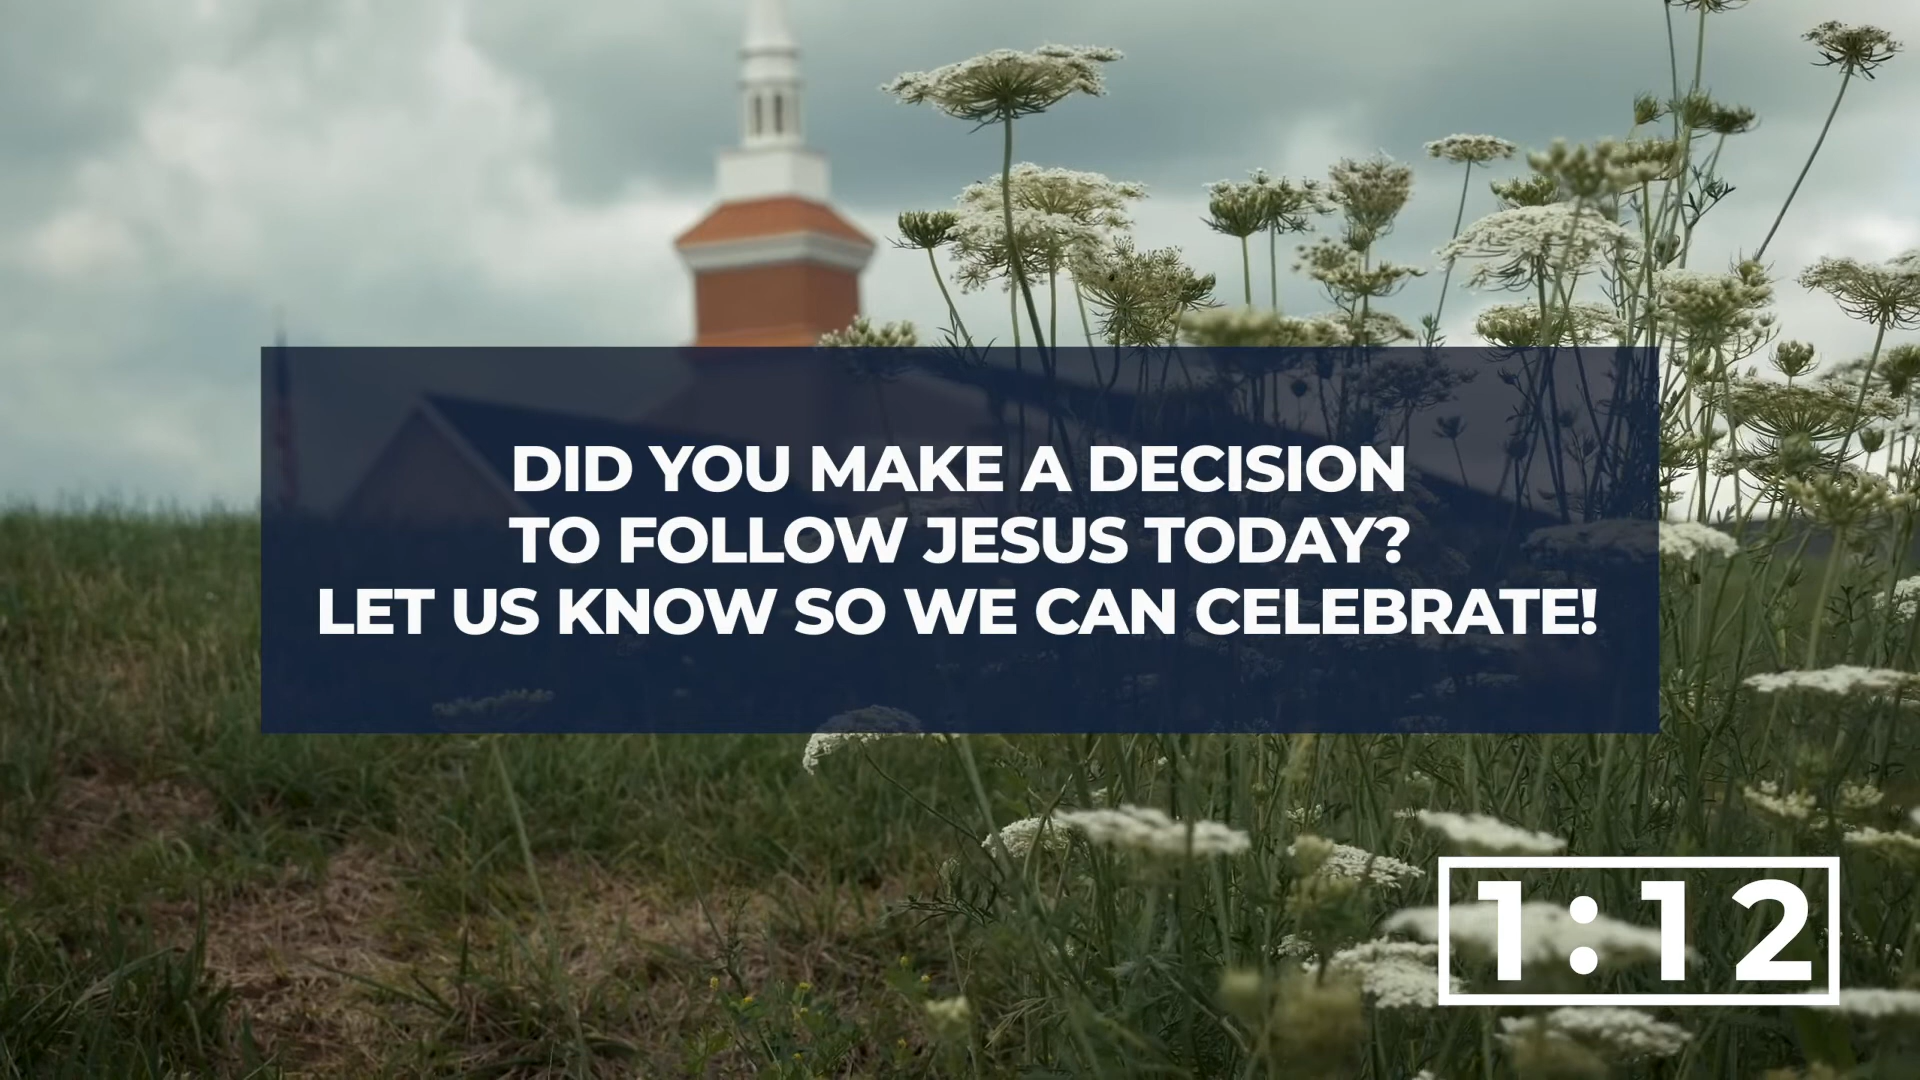 DID YOU MAKE A DECISION
TO FOLLOW JESUS TODAY?
LET US KNOW SO WE CAN CELEBRATE!
1:12